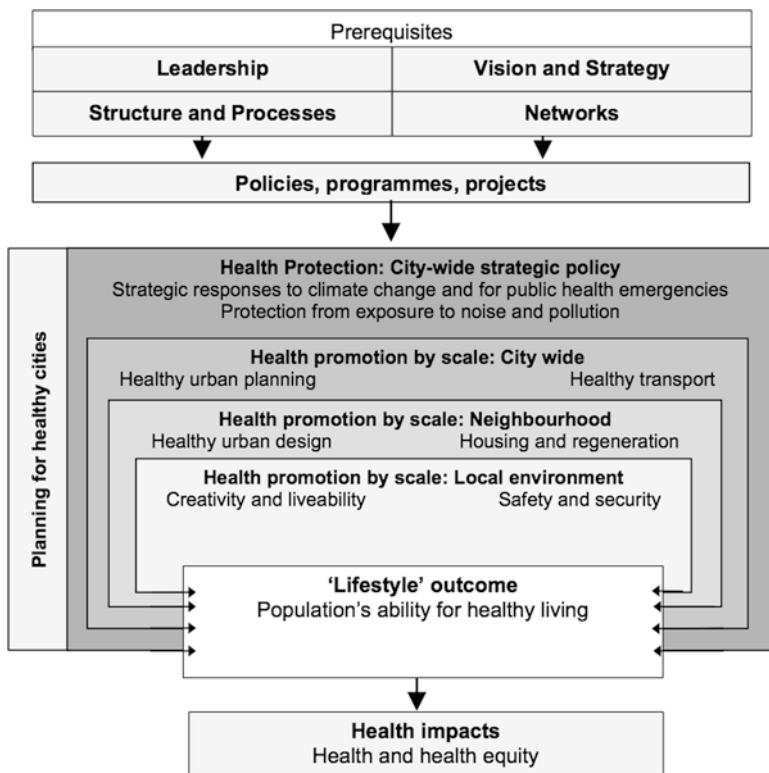 Prerequisites
Leadership
Vision and Strategy
Structure and Processes
Networks
Policies, programmes, projects
Planning for healthy cities
Health Protection: City-wide strategic policy
Strategic responses to climate change and for public health emergencies
Protection from exposure to noise and pollution
Health promotion by scale: City wide
Healthy urban planning
Healthy transport
Health promotion by scale: Neighbourhood
Healthy urban design
Housing and regeneration
Health promotion by scale: Local environment
Creativity and liveability
Safety and security
‘Lifestyle’ outcome
Population’s ability for healthy living
Health impacts
Health and health equity